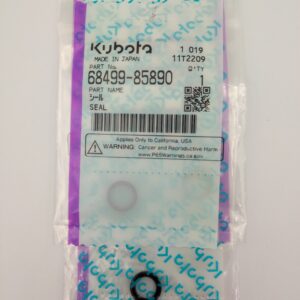 Kubota
1 019
MADE IN JAPAN
11T2209
PART NO.
Q'TY
68499-85890
1
PART NAME
シール
SEAL
Applies Only to California, USA
WARNING: Cancer and Reproductive Harm
www.P65Warnings.ca.gov
Kubota